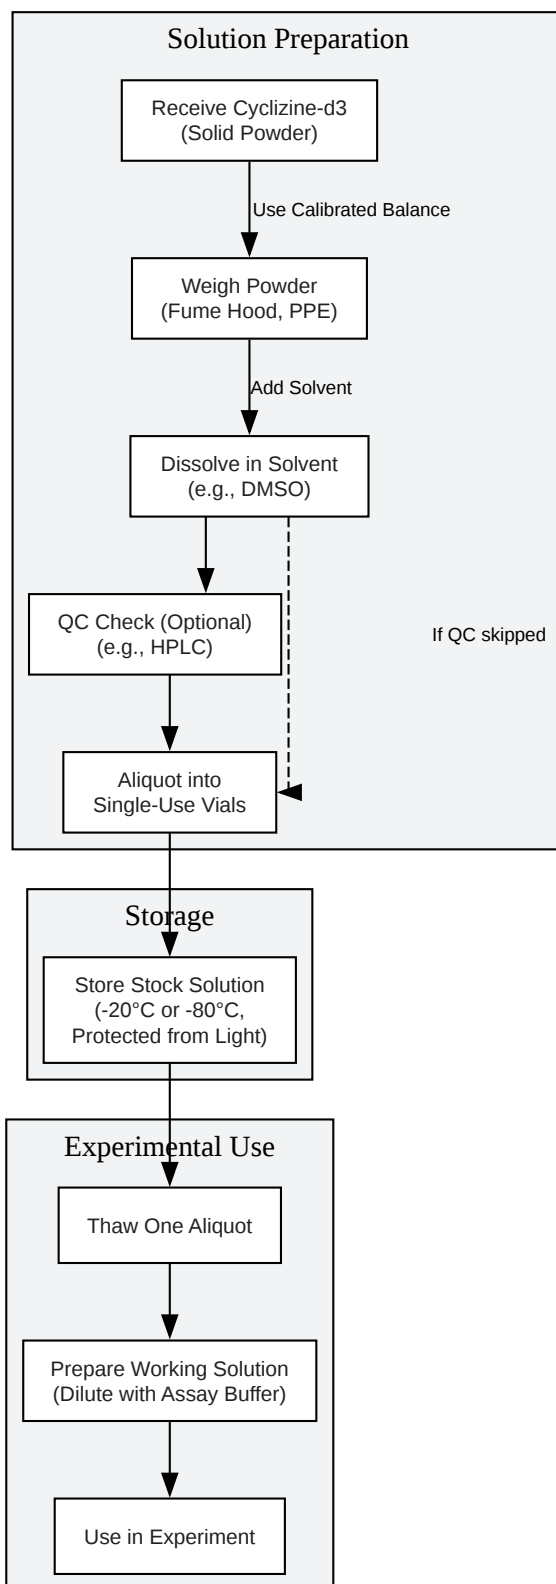 Solution Preparation
Receive Cyclizine-d3
(Solid Powder)
Use Calibrated Balance
Weigh Powder
(Fume Hood, PPE)
Add Solvent
Dissolve in Solvent
(e.g., DMSO)
QC Check (Optional)
(e.g., HPLC)
If QC skipped
Aliquot into
Single-Use Vials
Storage
Store Stock Solution
(-20°C or -80°C,
Protected from Light)
Experimental Use
Thaw One Aliquot
Prepare Working Solution
(Dilute with Assay Buffer)
Use in Experiment